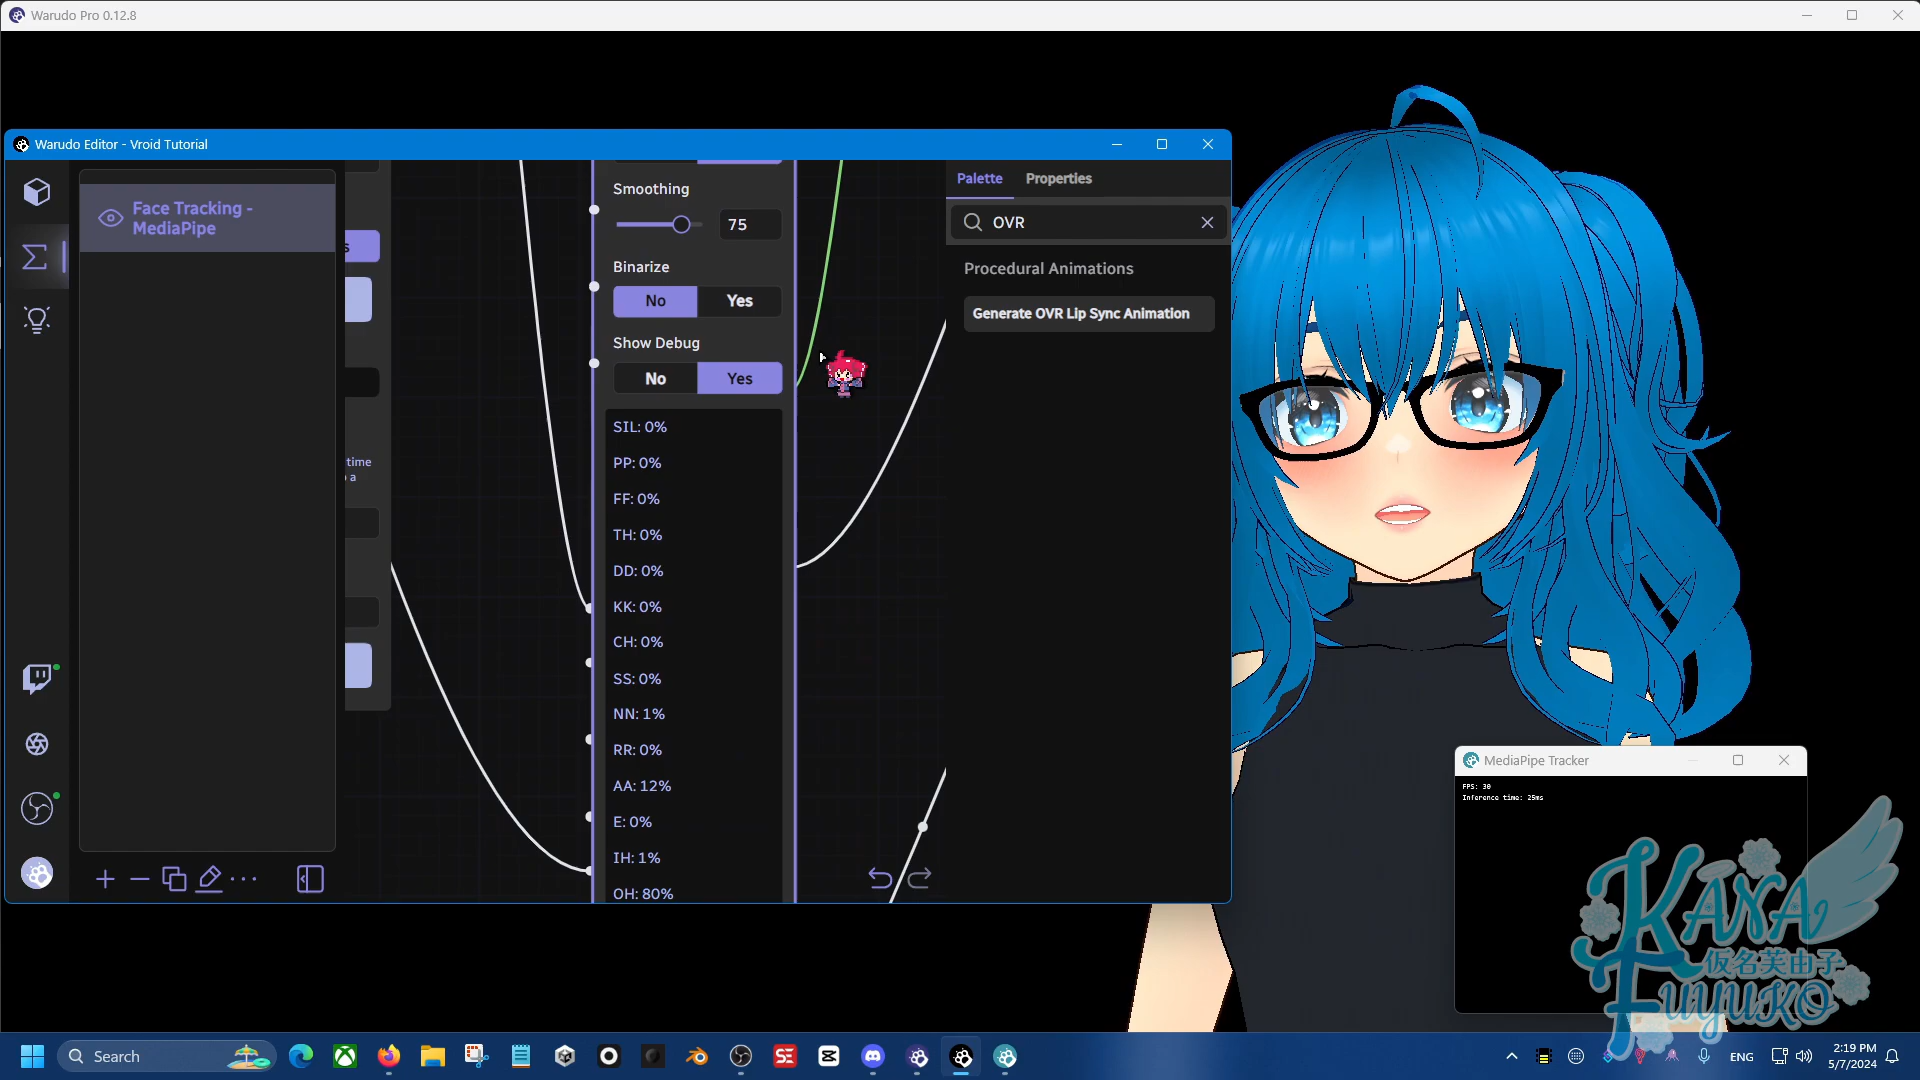 Warudo Pro 0.12.8
Warudo Editor - Vroid Tutorial
Face Tracking -
MediaPipe
s
time
a
Smoothing
75
Binarize
No
Yes
Show Debug
No
Yes
SIL: 0%
PP: 0%
FF: 0%
TH: 0%
DD: 0%
KK: 0%
CH: 0%
SS: 0%
NN: 1%
RR: 0%
AA: 12%
E: 0%
IH: 1%
OH: 80%
Palette
Properties
OVR
Procedural Animations
Generate OVR Lip Sync Animation
MediaPipe Tracker
FPS: 30
Inference time: 25ms
KANA
仮名芙由子
FUYUKO
Search
SE
ENG
2:19 PM
5/7/2024